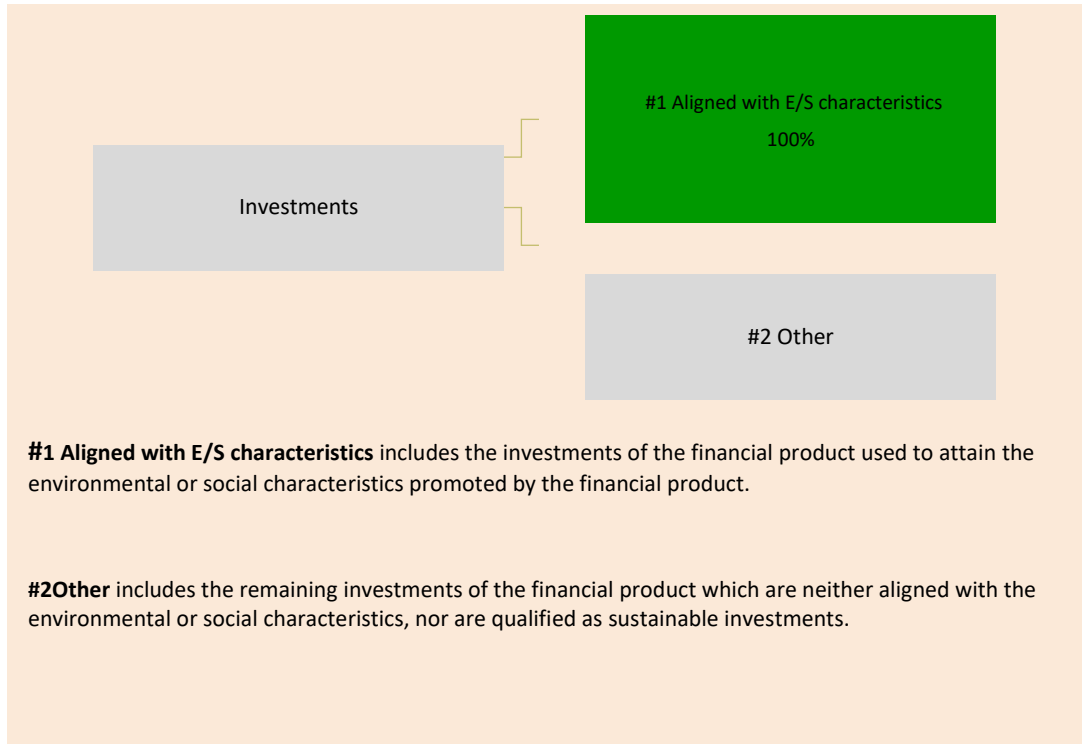 #1 Aligned with E/S characteristics
100%
Investments
#2 Other
#1 Aligned with E/S characteristics includes the investments of the financial product used to attain the
environmental or social characteristics promoted by the financial product.
#2Other includes the remaining investments of the financial product which are neither aligned with the
environmental or social characteristics, nor are qualified as sustainable investments.